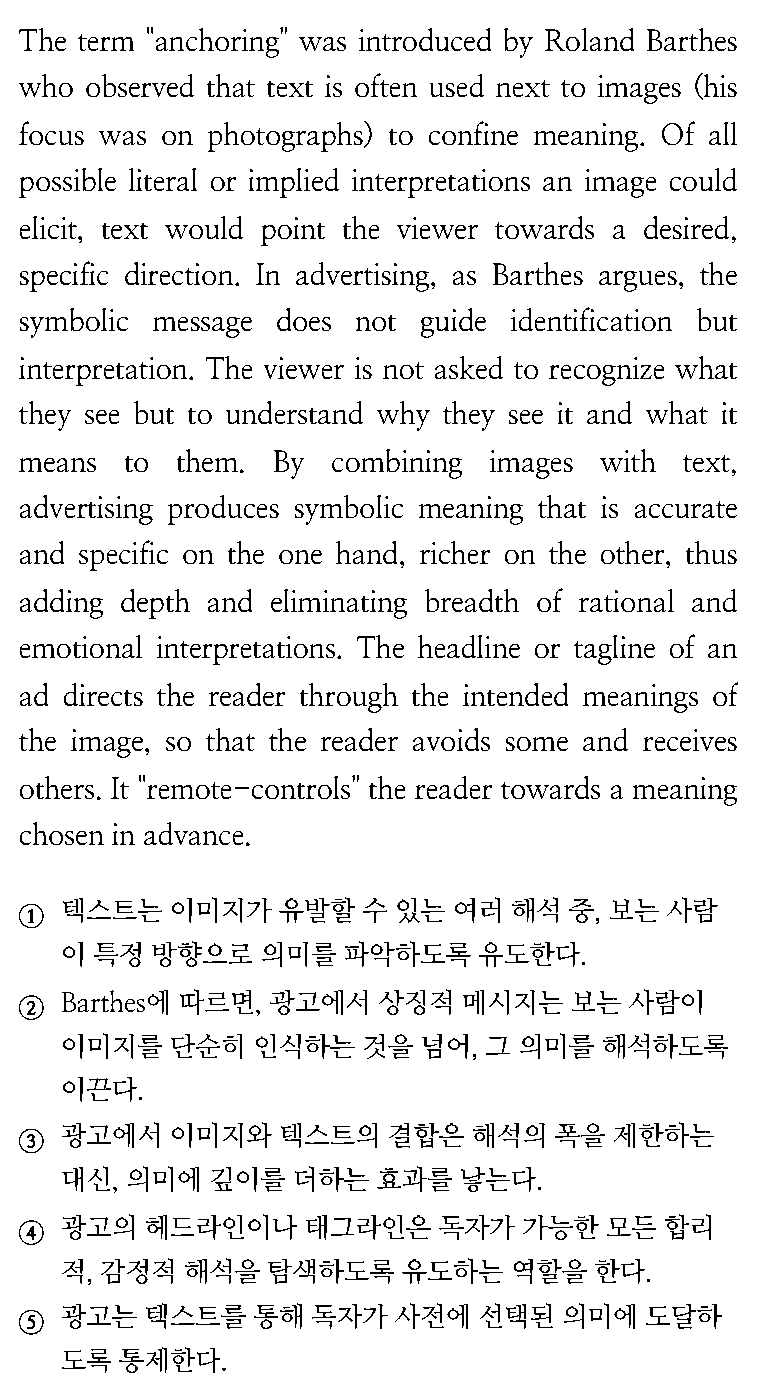 The term "anchoring" was introduced by Roland Barthes
who observed that text is often used next to images (his
focus was on photographs) to confine meaning. Of all
possible literal or implied interpretations an image could
elicit, text would point the viewer towards a desired,
specific direction. In advertising, as Barthes argues, the
symbolic message does not guide identification but
interpretation. The viewer is not asked to recognize what
they see but to understand why they see it and what it
means to them. By combining images with text,
advertising produces symbolic meaning that is accurate
and specific on the one hand, richer on the other, thus
adding depth and eliminating breadth of rational and
emotional interpretations. The headline or tagline of an
ad directs the reader through the intended meanings of
the image, so that the reader avoids some and receives
others. It "remote-controls" the reader towards a meaning
chosen in advance.
① 텍스트는 이미지가 유발할 수 있는 여러 해석 중, 보는 사람
이 특정 방향으로 의미를 파악하도록 유도한다.
② Barthes에 따르면, 광고에서 상징적 메시지는 보는 사람이
이미지를 단순히 인식하는 것을 넘어, 그 의미를 해석하도록
이끈다.
③ 광고에서 이미지와 텍스트의 결합은 해석의 폭을 제한하는
대신, 의미에 깊이를 더하는 효과를 낳는다.
④ 광고의 헤드라인이나 태그라인은 독자가 가능한 모든 합리
적, 감정적 해석을 탐색하도록 유도하는 역할을 한다.
⑤ 광고는 텍스트를 통해 독자가 사전에 선택된 의미에 도달하
도록 통제한다.